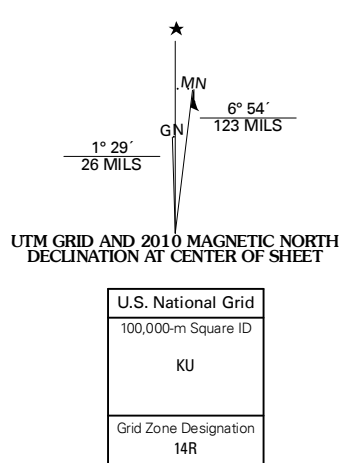 MN
GN
6° 54´
123 MILS
1° 29´
26 MILS
UTM GRID AND 2010 MAGNETIC NORTH
DECLINATION AT CENTER OF SHEET
U.S. National Grid
100,000-m Square ID
KU
Grid Zone Designation
14R